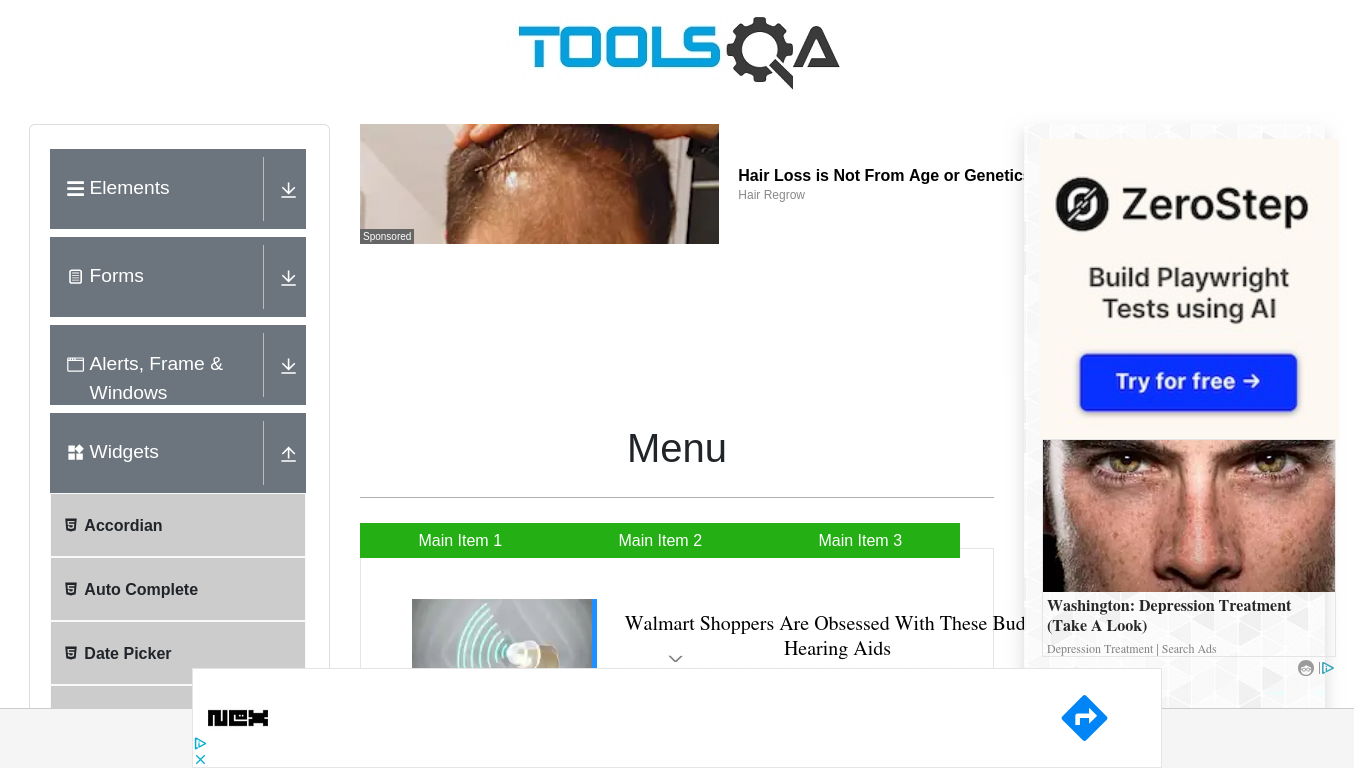 TOOLSQA
Elements
Forms
Alerts, Frame &
Windows
Widgets
Accordian
Auto Complete
Date Picker
Sponsored
Hair Loss is Not From Age or Genetics
Hair Regrow
Menu
Main Item 1
Main Item 2
Main Item 3
Walmart Shoppers Are Obsessed With These Bud
Hearing Aids
ZeroStep
Build Playwright
Tests using AI
Try for free →
Washington: Depression Treatment
(Take A Look)
Depression Treatment | Search Ads
NEX